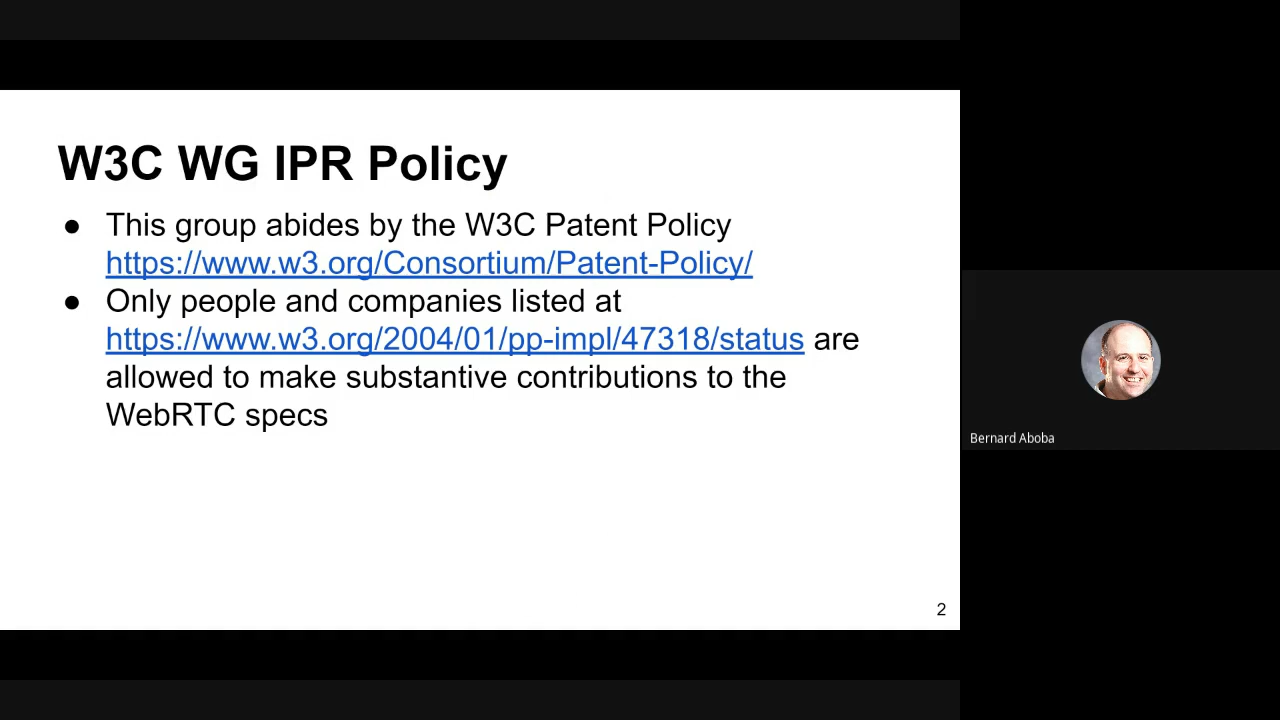 W3C WG IPR Policy
● This group abides by the W3C Patent Policy
https://www.w3.org/Consortium/Patent-Policy/
● Only people and companies listed at
https://www.w3.org/2004/01/pp-impl/47318/status are
allowed to make substantive contributions to the
WebRTC specs
2
Bernard Aboba